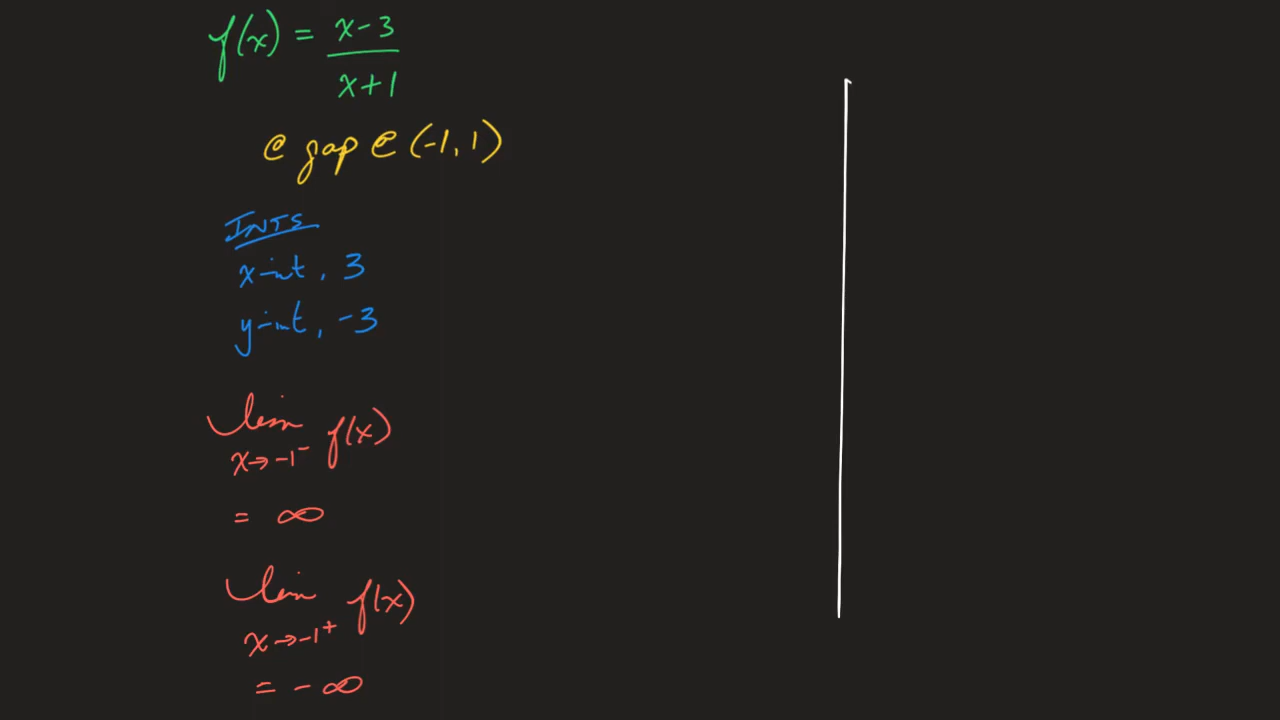 f(x) = x-3
x+1
@ gap @ (-1, 1)
INTS
x-int, 3
y-int, -3
lim f(x)
x→-1⁻
= ∞
lim f(x)
x→-1⁺
= -∞